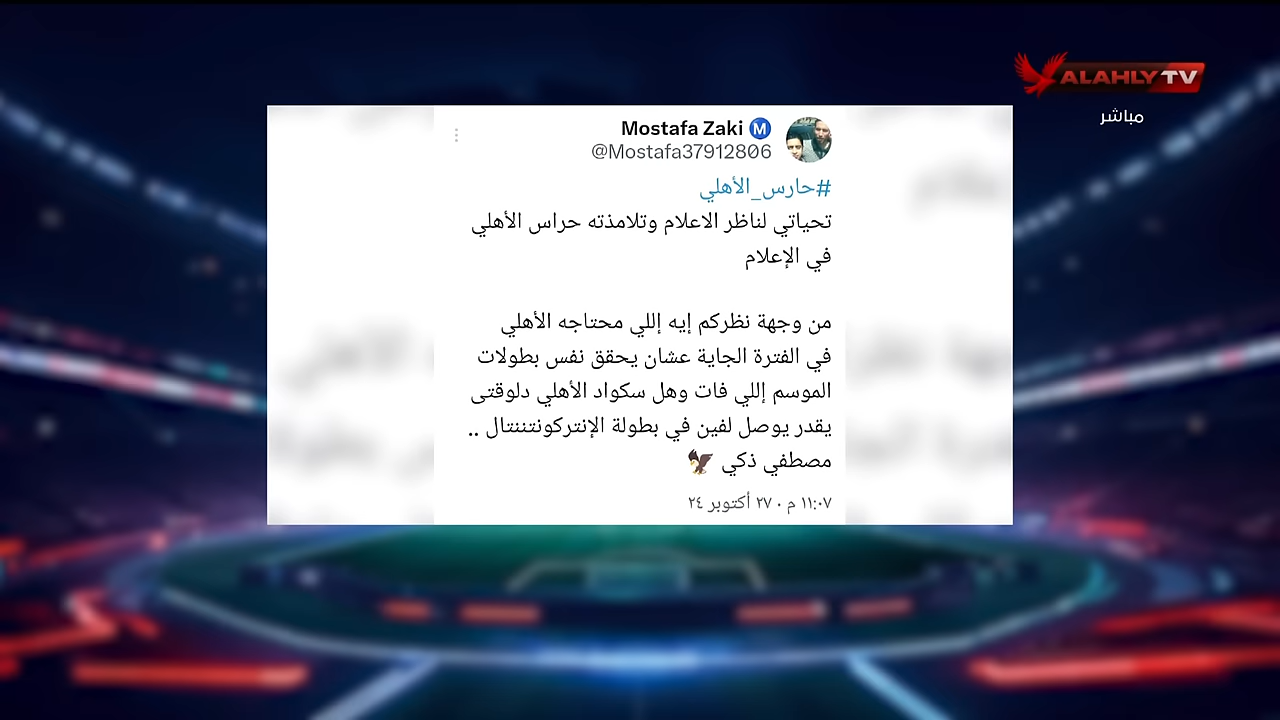 ALAHLY TV
مباشر
Mostafa Zaki Ⓜ️
@Mostafa37912806
#حارس_الأهلي
تحياتي لناظر الاعلام وتلامذته حراس الأهلي
في الإعلام
من وجهة نظركم إيه إللي محتاجه الأهلي
في الفترة الجاية عشان يحقق نفس بطولات
الموسم إللي فات وهل سكواد الأهلي دلوقتى
يقدر يوصل لفين في بطولة الإنتركونتننتال ..
مصطفي ذكي 🦅
١١:٠٧ م · ٢٧ أكتوبر ٢٤